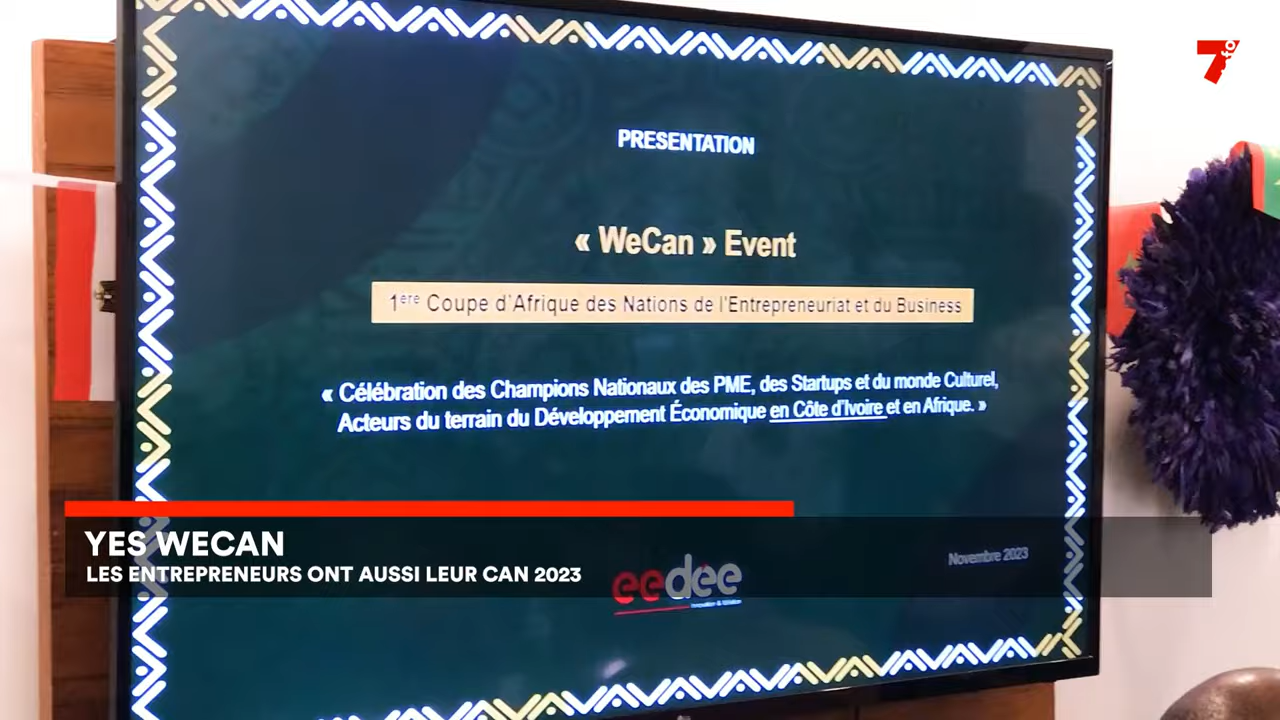 7
PRESENTATION
« WeCan » Event
1ere Coupe d'Afrique des Nations de l'Entrepreneuriat et du Business
« Célébration des Champions Nationaux des PME, des Startups et du monde Culturel,
Acteurs du terrain du Développement Économique en Côte d'Ivoire et en Afrique. »
YES WECAN
LES ENTREPRENEURS ONT AUSSI LEUR CAN 2023
Novembre 2023
eedée